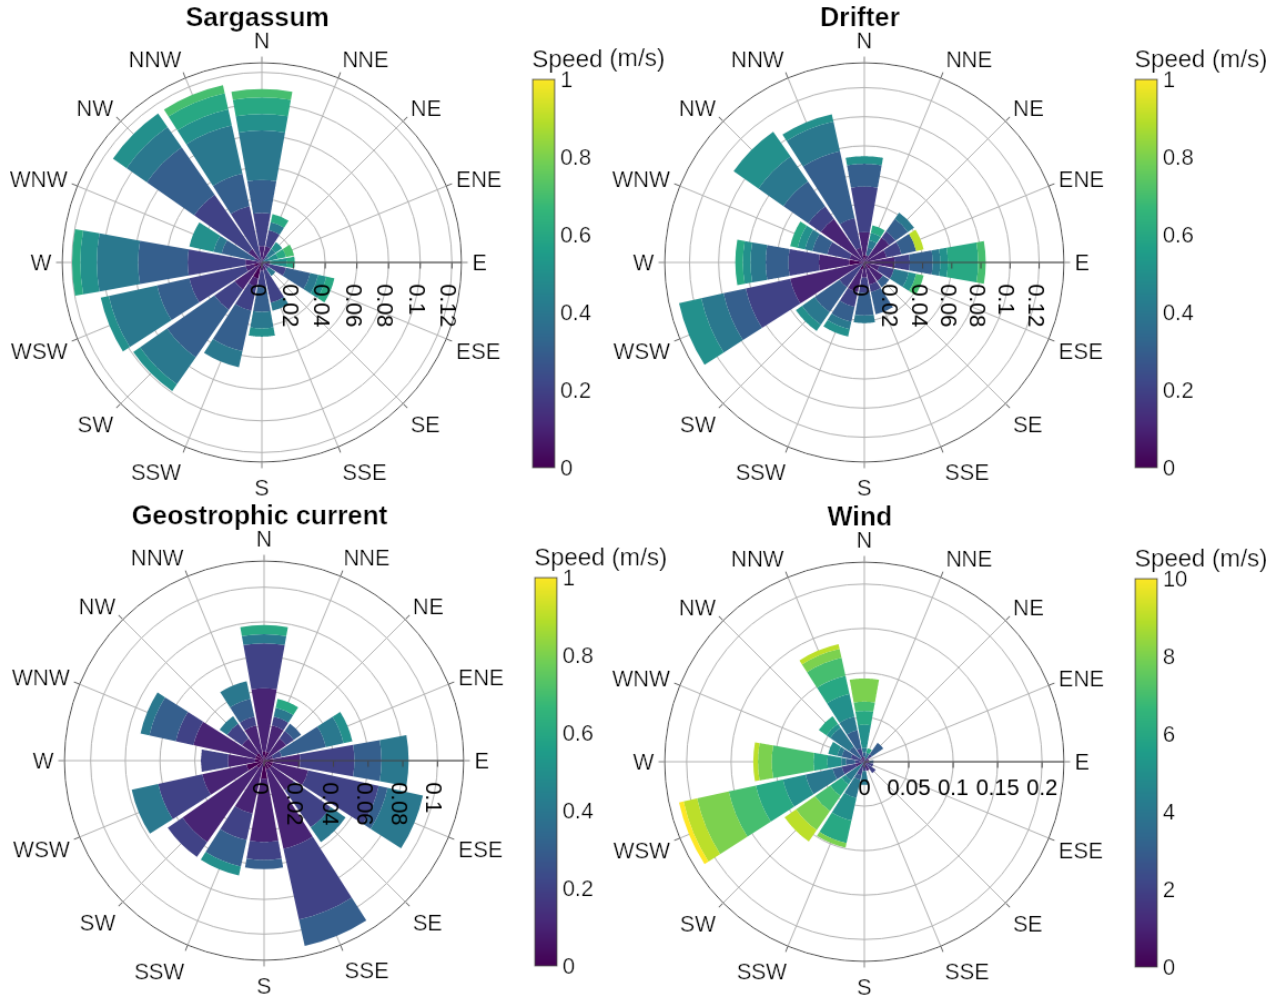 Sargassum
N
NNE
NE
ENE
E
ESE
SE
SSE
S
SSW
SW
WSW
W
WNW
NW
NNW
0
0.02
0.04
0.06
0.08
0.1
0.12
Speed (m/s)
1
0.8
0.6
0.4
0.2
0
Drifter
N
NNE
NE
ENE
E
ESE
SE
SSE
S
SSW
SW
WSW
W
WNW
NW
NNW
0
0.02
0.04
0.06
0.08
0.1
0.12
Speed (m/s)
1
0.8
0.6
0.4
0.2
0
Geostrophic current
N
NNE
NE
ENE
E
ESE
SE
SSE
S
SSW
SW
WSW
W
WNW
NW
NNW
0
0.02
0.04
0.06
0.08
0.1
Speed (m/s)
1
0.8
0.6
0.4
0.2
0
Wind
N
NNE
NE
ENE
E
ESE
SE
SSE
S
SSW
SW
WSW
W
WNW
NW
NNW
0
0.05
0.1
0.15
0.2
Speed (m/s)
10
8
6
4
2
0